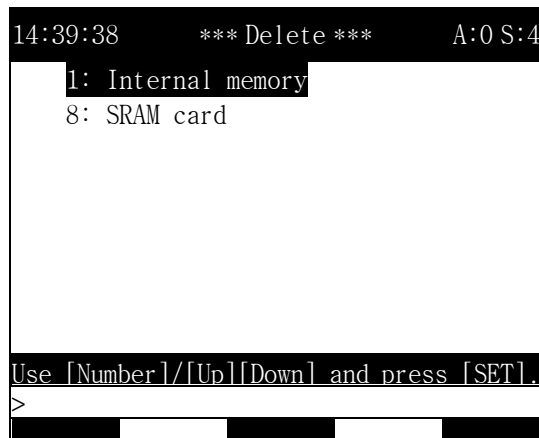 14:39:38 *** Delete *** A:0 S:4
1: Internal memory
8: SRAM card
Use [Number]/[Up][Down] and press [SET].
>